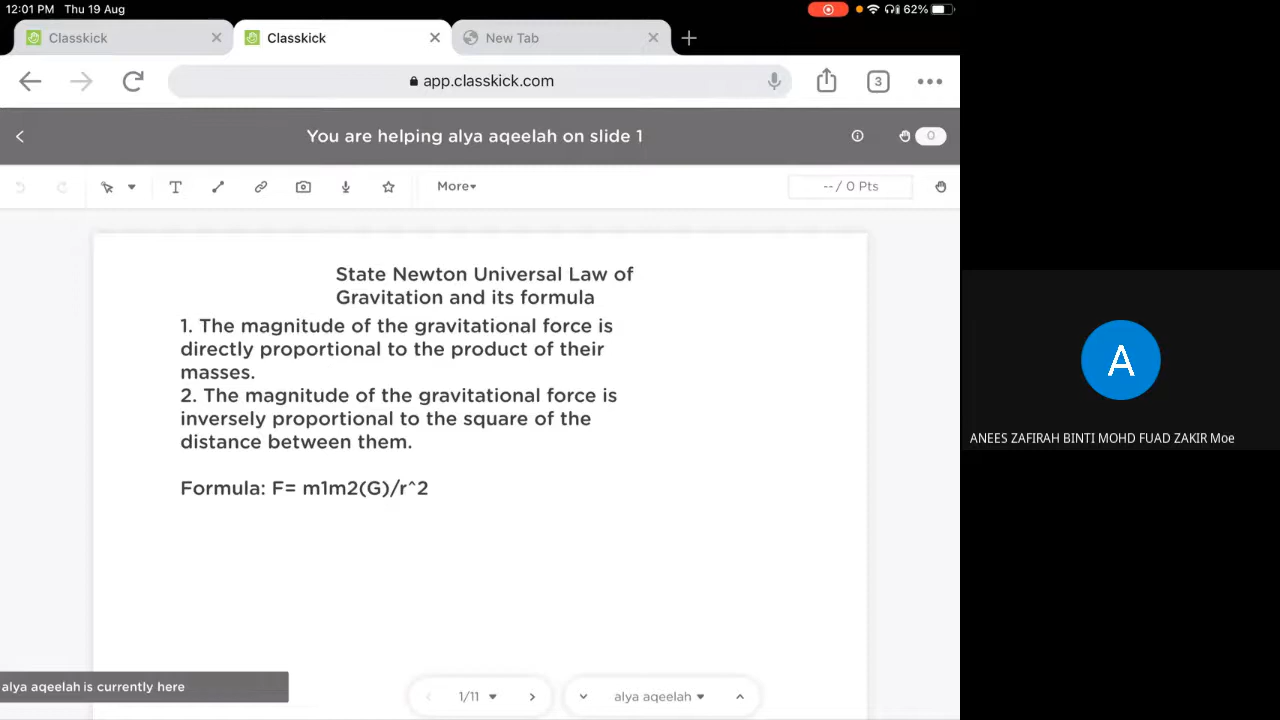 12:01 PM Thu 19 Aug
62%
Classkick
Classkick
New Tab
app.classkick.com
3
You are helping alya aqeelah on slide 1
0
T
More
-- / 0 Pts
State Newton Universal Law of
Gravitation and its formula
1. The magnitude of the gravitational force is
directly proportional to the product of their
masses.
2. The magnitude of the gravitational force is
inversely proportional to the square of the
distance between them.
Formula: F= m1m2(G)/r^2
A
ANEES ZAFIRAH BINTI MOHD FUAD ZAKIR Moe
alya aqeelah is currently here
1/11
alya aqeelah